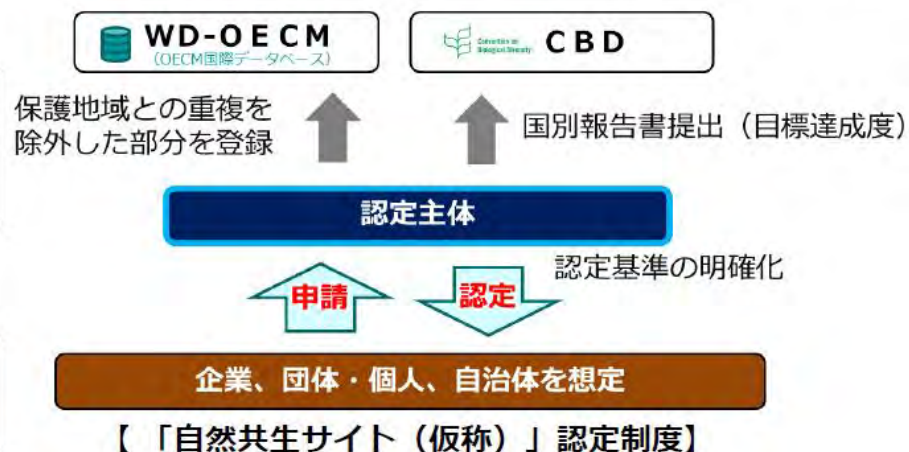 WD-OECM
(OECM国際データベース)
Convention on
Biological Diversity
CBD
保護地域との重複を
除外した部分を登録
国別報告書提出（目標達成度）
認定主体
認定基準の明確化
申請
認定
企業、団体・個人、自治体を想定
【 「自然共生サイト（仮称）」認定制度】